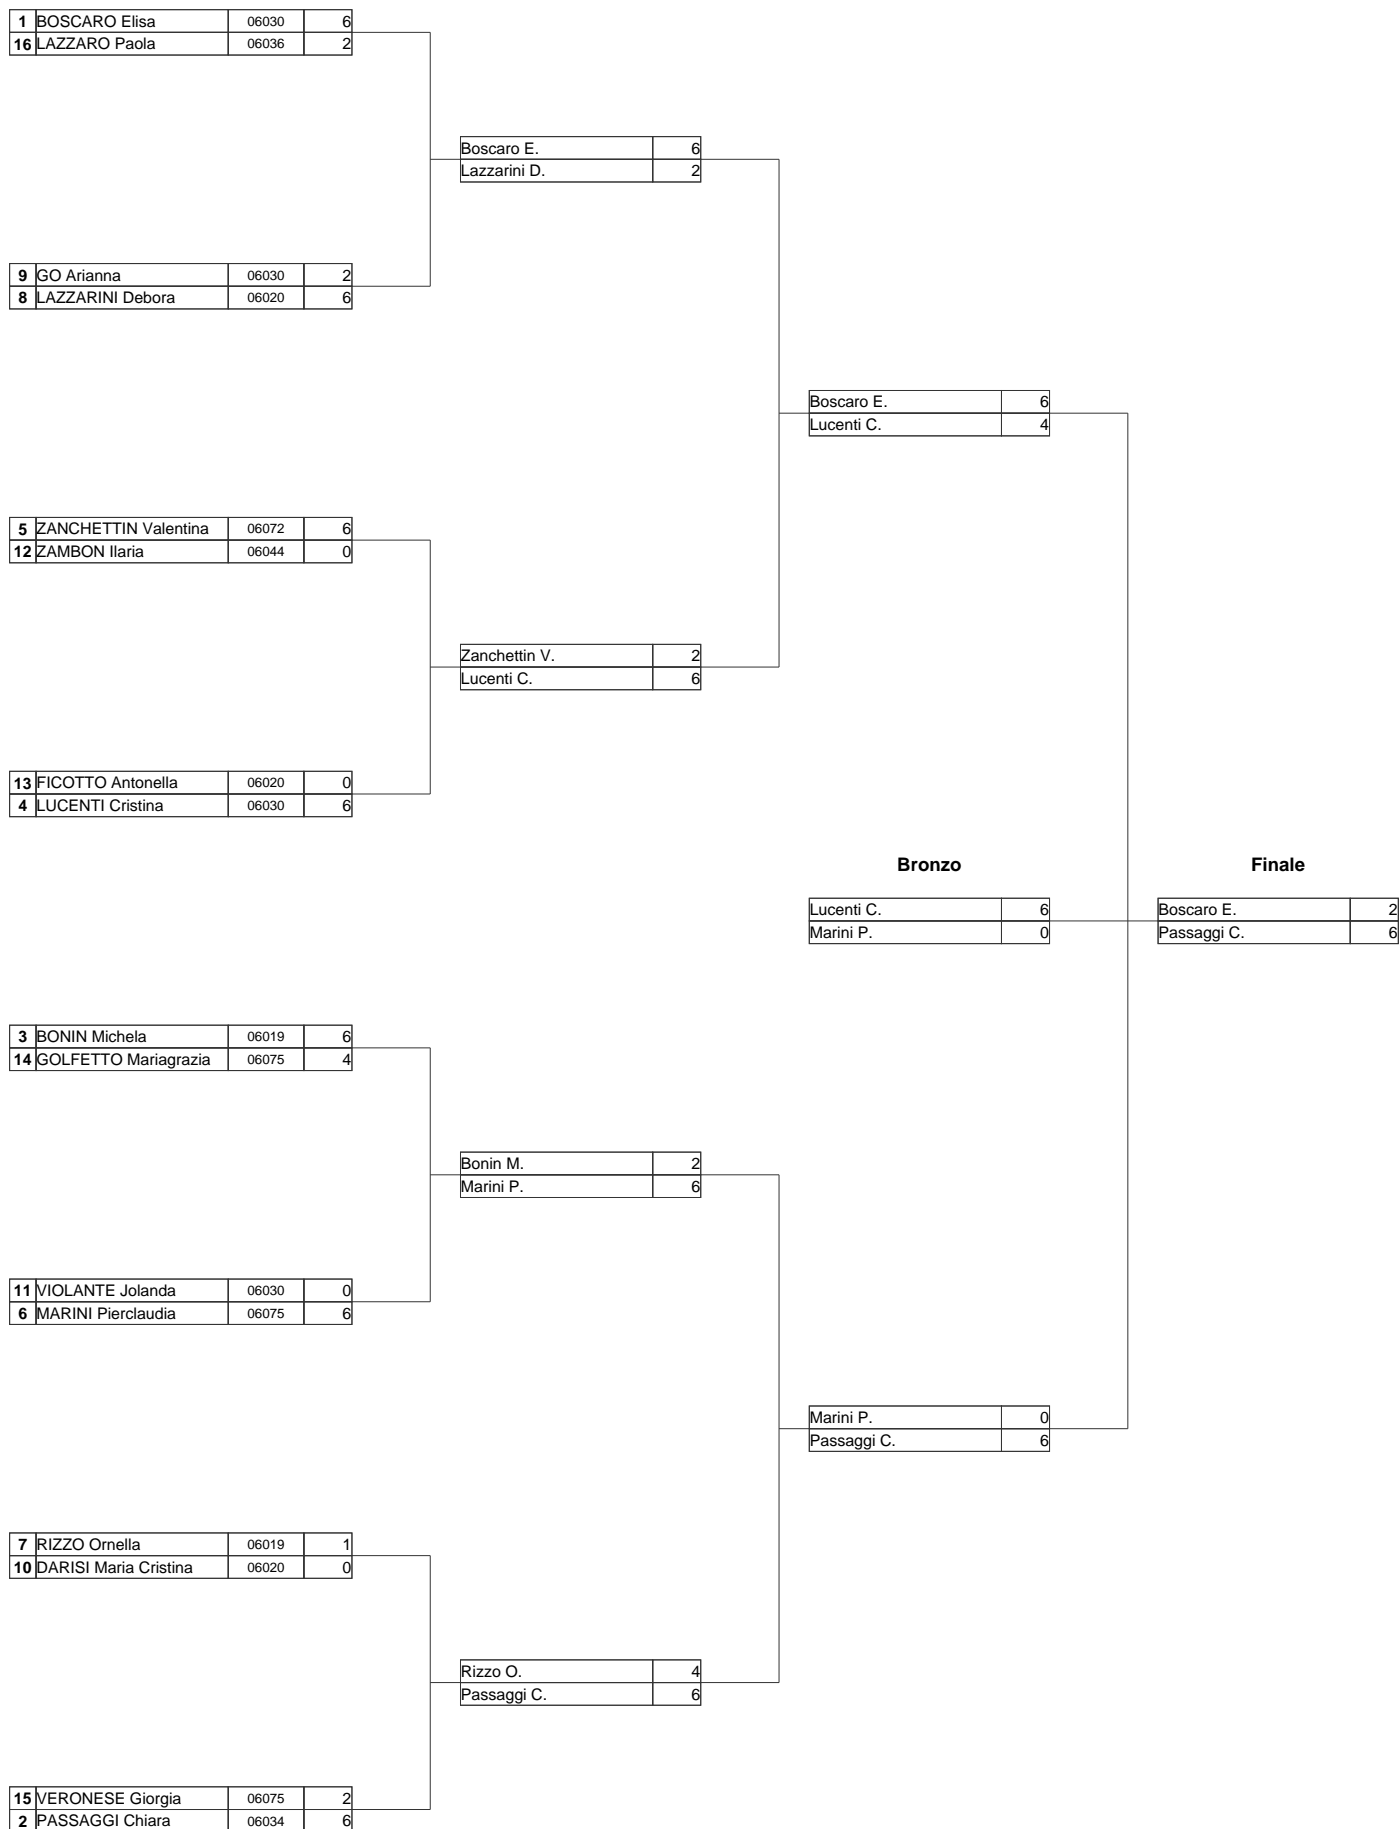 1 BOSCARO Elisa 06030 6
16 LAZZARO Paola 06036 2
Boscaro E. 6
Lazzarini D. 2
9 GO Arianna 06030 2
8 LAZZARINI Debora 06020 6
Boscaro E. 6
Lucenti C. 4
5 ZANCHETTIN Valentina 06072 6
12 ZAMBON Ilaria 06044 0
Zanchettin V. 2
Lucenti C. 6
13 FICOTTO Antonella 06020 0
4 LUCENTI Cristina 06030 6
Bronzo Finale
Lucenti C. 6 Boscaro E. 2
Marini P. 0 Passaggi C. 6
3 BONIN Michela 06019 6
14 GOLFETTO Mariagrazia 06075 4
Bonin M. 2
Marini P. 6
11 VIOLANTE Jolanda 06030 0
6 MARINI Pierclaudia 06075 6
Marini P. 0
Passaggi C. 6
7 RIZZO Ornella 06019 1
10 DARISI Maria Cristina 06020 0
Rizzo O. 4
Passaggi C. 6
15 VERONESE Giorgia 06075 2
2 PASSAGGI Chiara 06034 6